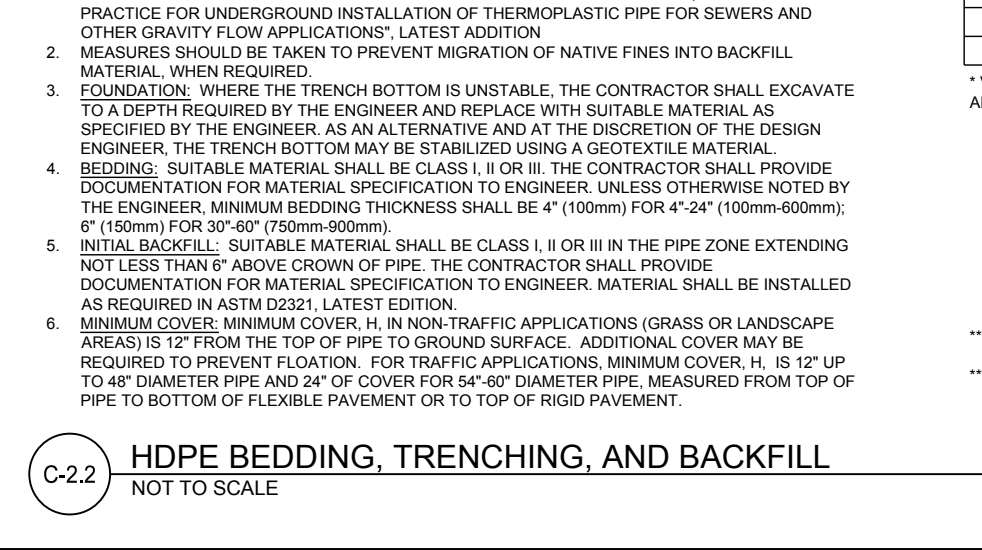 PRACTICE FOR UNDERGROUND INSTALLATION OF THERMOPLASTIC PIPE FOR SEWERS AND
OTHER GRAVITY FLOW APPLICATIONS", LATEST ADDITION
2. MEASURES SHOULD BE TAKEN TO PREVENT MIGRATION OF NATIVE FINES INTO BACKFILL
MATERIAL, WHEN REQUIRED.
3. FOUNDATION: WHERE THE TRENCH BOTTOM IS UNSTABLE, THE CONTRACTOR SHALL EXCAVATE
TO A DEPTH REQUIRED BY THE ENGINEER AND REPLACE WITH SUITABLE MATERIAL AS
SPECIFIED BY THE ENGINEER. AS AN ALTERNATIVE AND AT THE DISCRETION OF THE DESIGN
ENGINEER, THE TRENCH BOTTOM MAY BE STABILIZED USING A GEOTEXTILE MATERIAL.
4. BEDDING: SUITABLE MATERIAL SHALL BE CLASS I, II OR III. THE CONTRACTOR SHALL PROVIDE
DOCUMENTATION FOR MATERIAL SPECIFICATION TO ENGINEER. UNLESS OTHERWISE NOTED BY
THE ENGINEER, MINIMUM BEDDING THICKNESS SHALL BE 4" (100mm) FOR 4"-24" (100mm-600mm);
6" (150mm) FOR 30"-60" (750mm-900mm).
5. INITIAL BACKFILL: SUITABLE MATERIAL SHALL BE CLASS I, II OR III IN THE PIPE ZONE EXTENDING
NOT LESS THAN 6" ABOVE CROWN OF PIPE. THE CONTRACTOR SHALL PROVIDE
DOCUMENTATION FOR MATERIAL SPECIFICATION TO ENGINEER. MATERIAL SHALL BE INSTALLED
AS REQUIRED IN ASTM D2321, LATEST EDITION.
6. MINIMUM COVER: MINIMUM COVER, H, IN NON-TRAFFIC APPLICATIONS (GRASS OR LANDSCAPE
AREAS) IS 12" FROM THE TOP OF PIPE TO GROUND SURFACE. ADDITIONAL COVER MAY BE
REQUIRED TO PREVENT FLOATION. FOR TRAFFIC APPLICATIONS, MINIMUM COVER, H, IS 12" UP
TO 48" DIAMETER PIPE AND 24" OF COVER FOR 54"-60" DIAMETER PIPE, MEASURED FROM TOP OF
PIPE TO BOTTOM OF FLEXIBLE PAVEMENT OR TO TOP OF RIGID PAVEMENT.
C-2.2
HDPE BEDDING, TRENCHING, AND BACKFILL
NOT TO SCALE
*
**
**